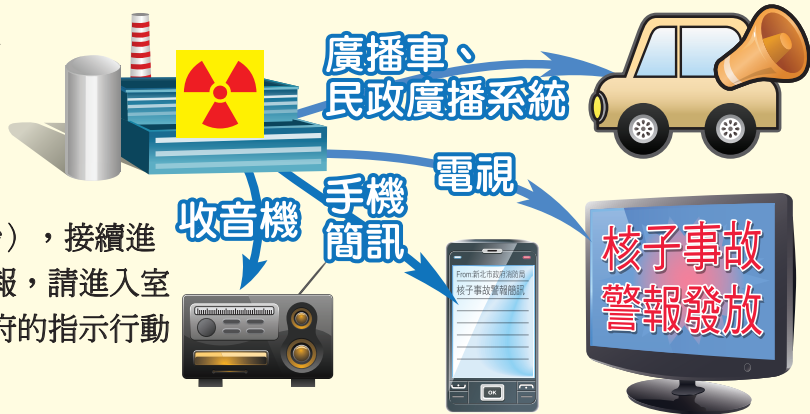 廣播車、
民政廣播系統
電視
收音機
手機
簡訊
），接續進
報，請進入室
府的指示行動
From:新北市政府消防局
核子事故警報簡訊
OK
核子事故
警報發放